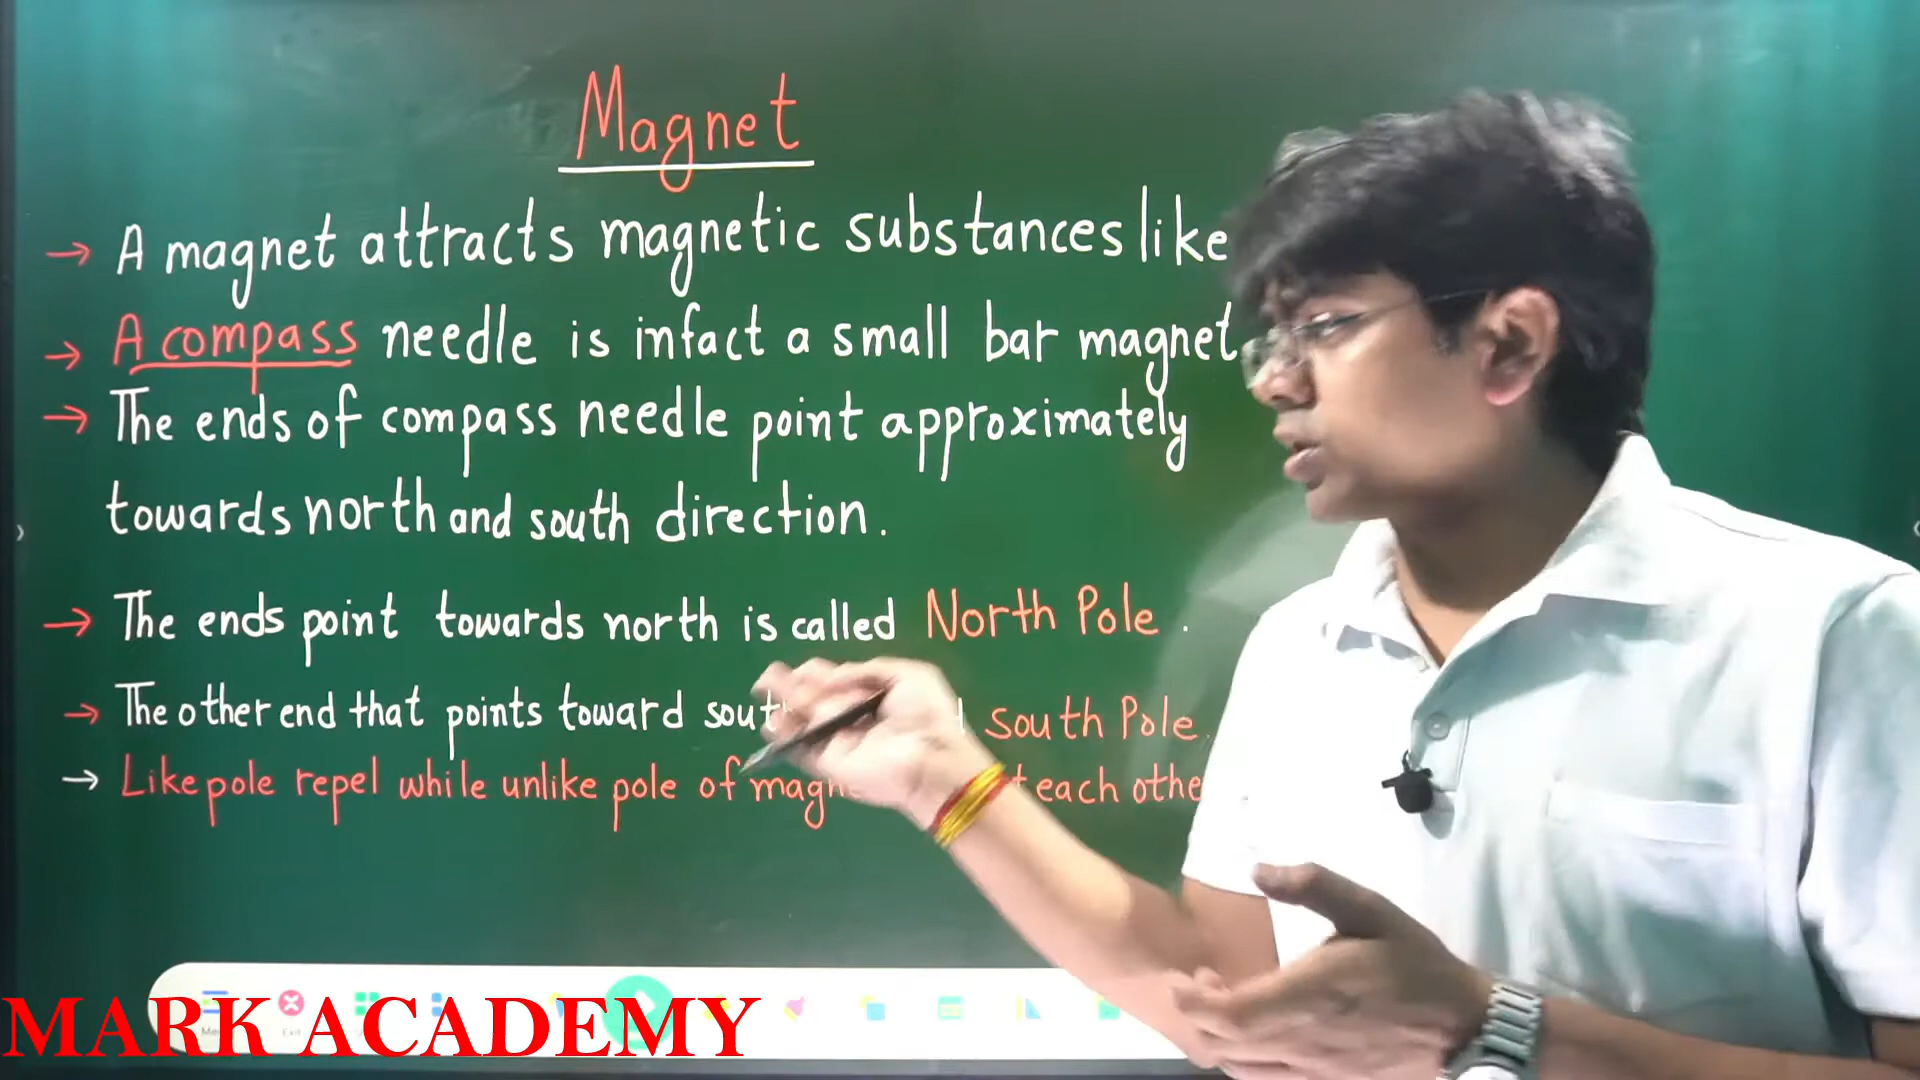 Magnet
→ A magnet attracts magnetic substances like
→ A compass needle is infact a small bar magnet
→ The ends of compass needle point approximately
towards north and south direction.
→ The ends point towards north is called North Pole.
→ The other end that points toward south South Pole.
→ Like pole repel while unlike pole of each
MARK ACADEMY